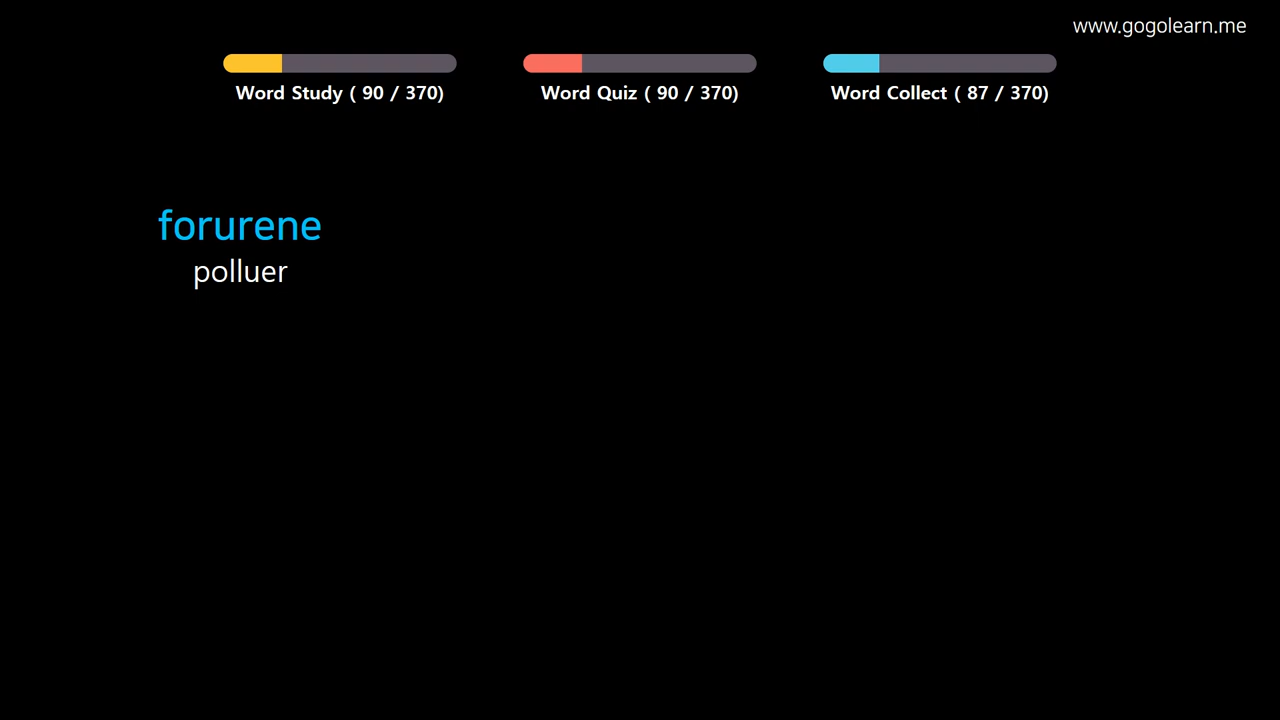 www.gogolearn.me
Word Study ( 90 / 370)
Word Quiz ( 90 / 370)
Word Collect ( 87 / 370)
forurene
polluer